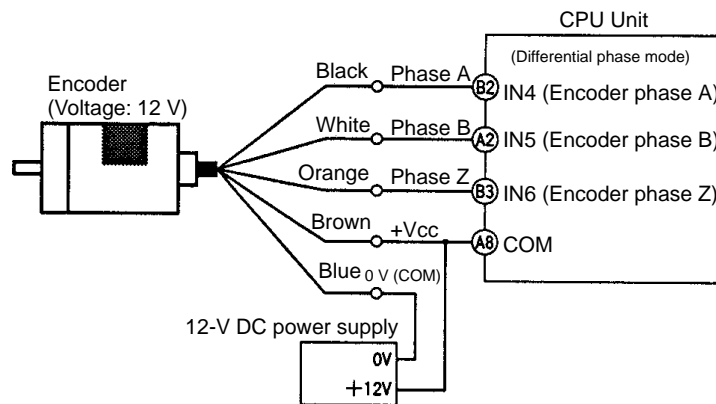 CPU Unit
(Differential phase mode)
Encoder
(Voltage: 12 V)
Black Phase A B2 IN4 (Encoder phase A)
White Phase B A2 IN5 (Encoder phase B)
Orange Phase Z B3 IN6 (Encoder phase Z)
Brown +Vcc A8 COM
Blue 0 V (COM)
12-V DC power supply
0V
+12V